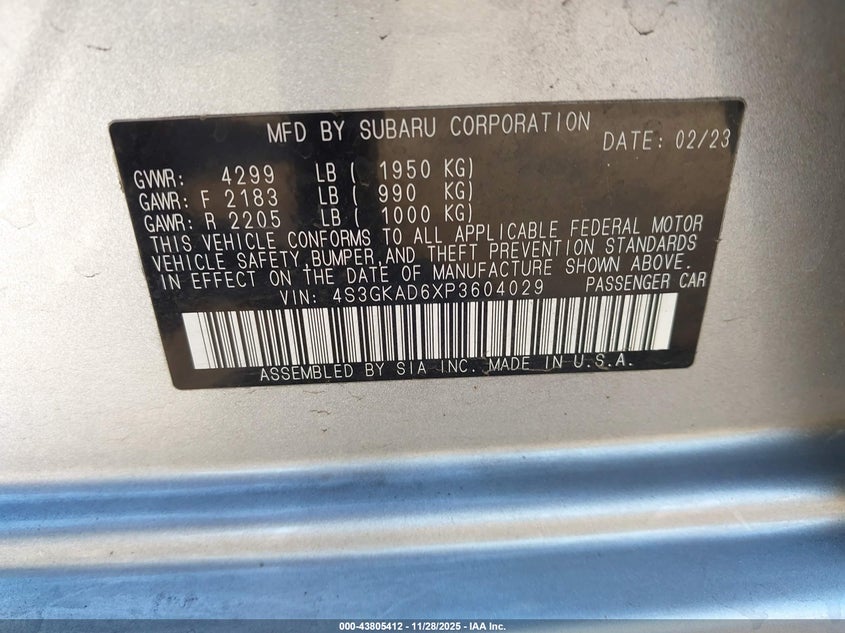 MFD BY SUBARU CORPORATION DATE: 02/23
GVWR: 4299 LB ( 1950 KG)
GAWR: F 2183 LB ( 990 KG)
GAWR: R 2205 LB ( 1000 KG)
THIS VEHICLE CONFORMS TO ALL APPLICABLE FEDERAL MOTOR
VEHICLE SAFETY,BUMPER,AND THEFT PREVENTION STANDARDS
IN EFFECT ON THE DATE OF MANUFACTURE SHOWN ABOVE.
VIN: 4S3GKAD6XP3604029 PASSENGER CAR
ASSEMBLED BY SIA INC. MADE IN U.S.A.
000-43805412 - 11/28/2025 - IAA Inc.